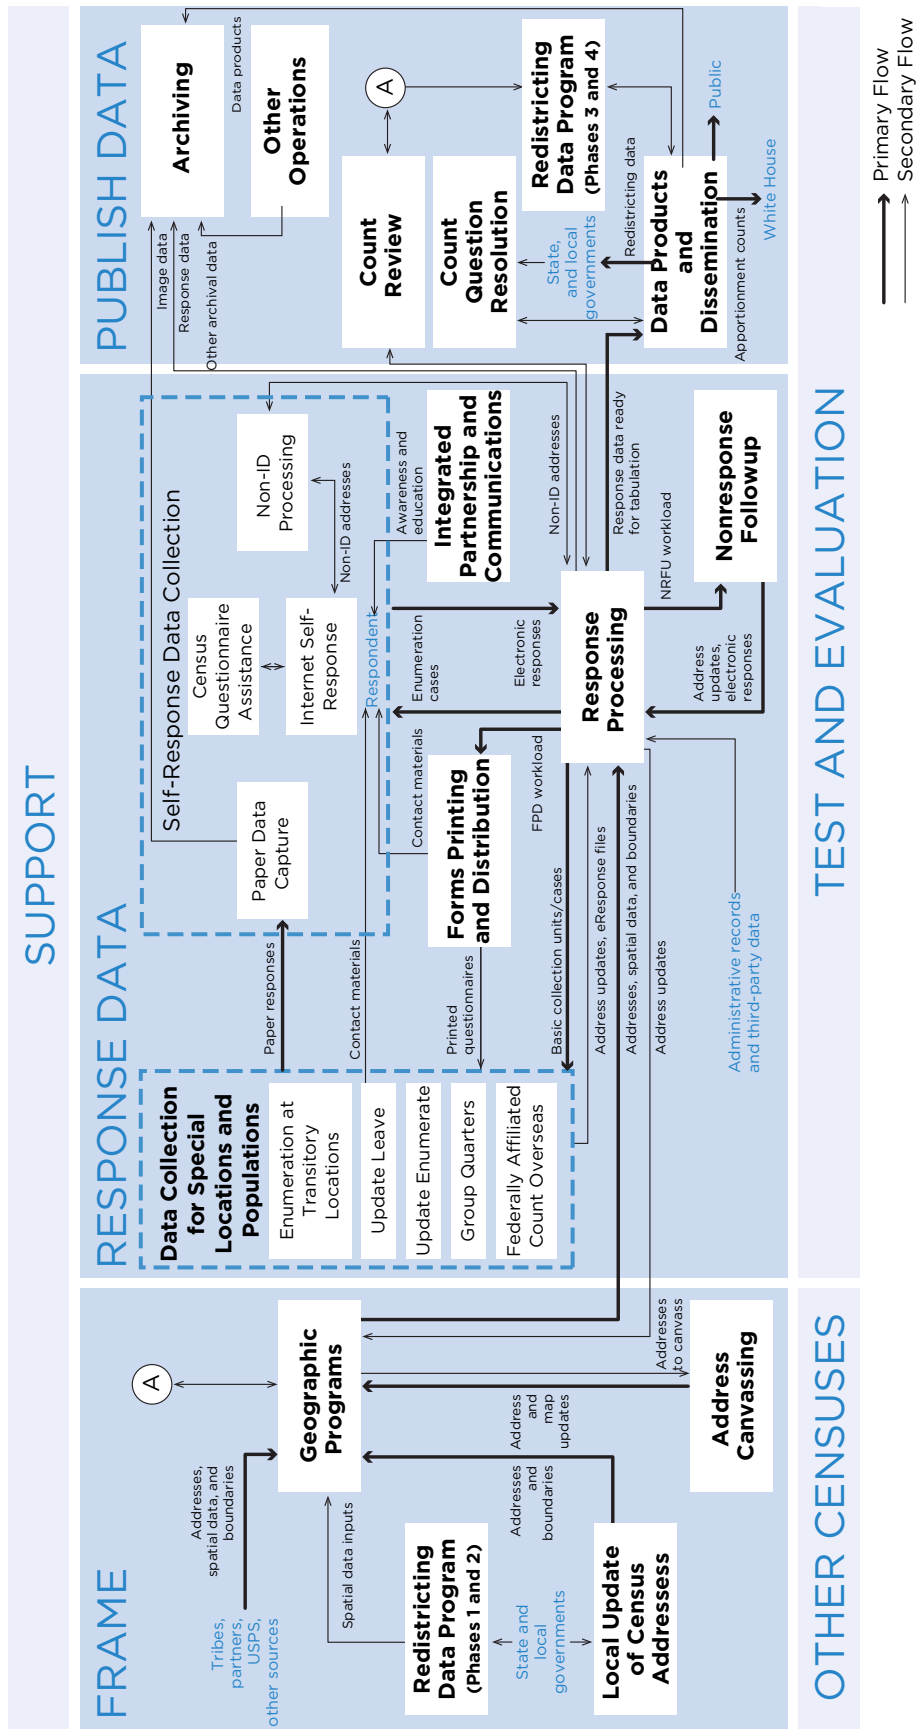 SUPPORT
FRAME
Tribes,
partners,
USPS,
other sources
Addresses,
spatial data, and
boundaries
A
Geographic
Programs
Spatial data inputs
Redistricting
Data Program
(Phases 1 and 2)
State and
local
governments
Local Update
of Census
Addressess
Addresses
and
boundaries
Address
and
map
updates
Addresses
to canvass
Address
Canvassing
RESPONSE DATA
Data Collection
for Special
Locations and
Populations
Enumeration at
Transitory
Locations
Update Leave
Update Enumerate
Group Quarters
Federally Affiliated
Count Overseas
Paper responses
Contact materials
Printed
questionnaires
Basic collection units/cases
Address updates, eResponse files
Addresses, spatial data, and boundaries
Address updates
Administrative records
and third-party data
Self-Response Data Collection
Paper Data
Capture
Census
Questionnaire
Assistance
Internet Self-
Response
Non-ID
Processing
Non-ID addresses
Respondent
Contact materials
Enumeration
cases
Awareness and
education
Forms Printing
and Distribution
Integrated
Partnership and
Communications
FPD workload
Electronic
responses
Non-ID addresses
Response
Processing
Response data ready
for tabulation
NRFU workload
Address
updates,
electronic
responses
Nonresponse
Followup
PUBLISH DATA
Image data
Response data
Other archival data
Archiving
Data products
Other
Operations
Count
Review
A
Count
Question
Resolution
Redistricting
Data Program
(Phases 3 and 4)
State,
and local
governments
Redistricting data
Data Products
and
Dissemination
Public
Apportionment counts
White House
OTHER CENSUSES
TEST AND EVALUATION
Primary Flow
Secondary Flow